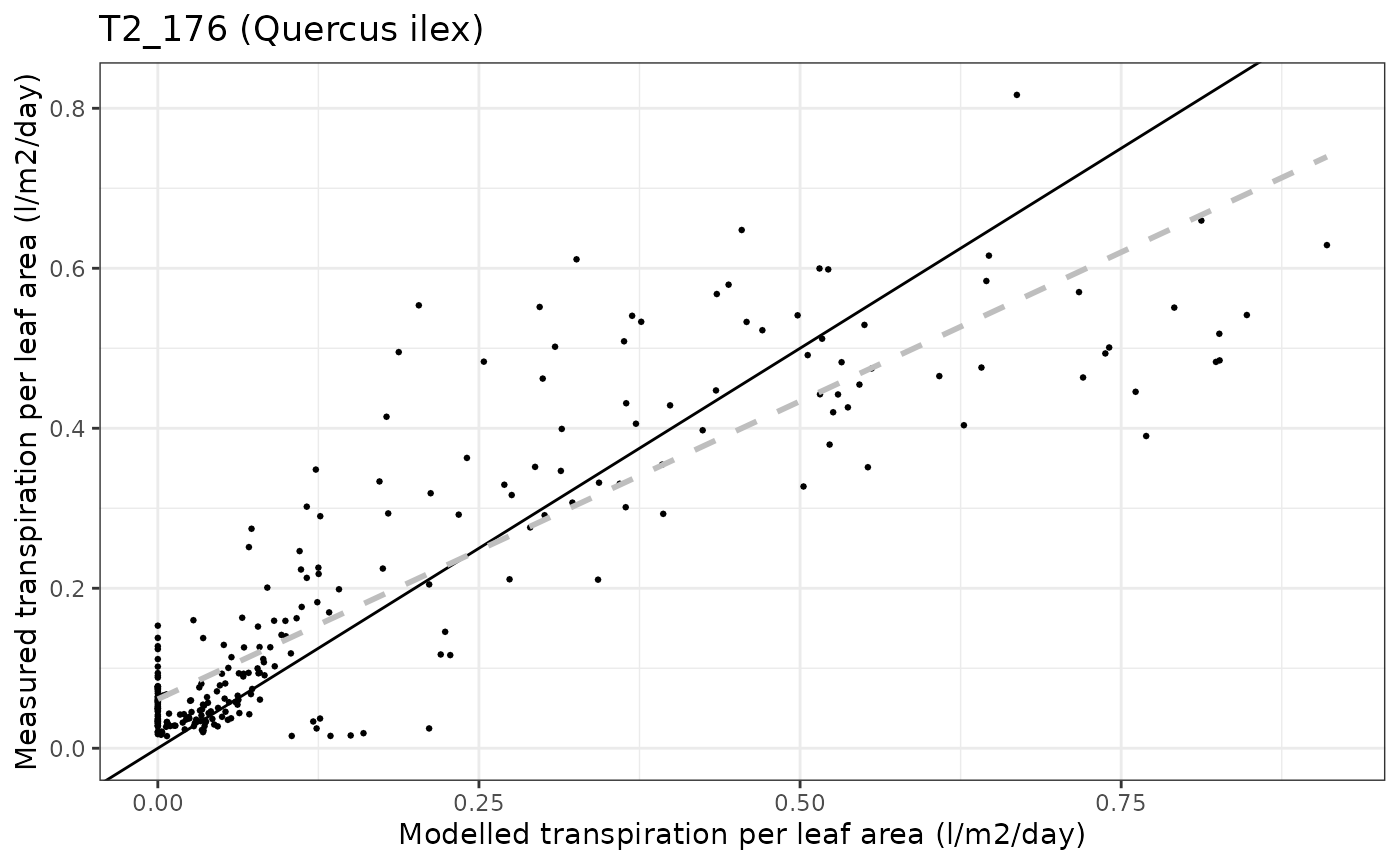 T2_176 (Quercus ilex)
Measured transpiration per leaf area (l/m2/day)
0.8
0.6
0.4
0.2
0.0
0.00 0.25 0.50 0.75
Modelled transpiration per leaf area (l/m2/day)